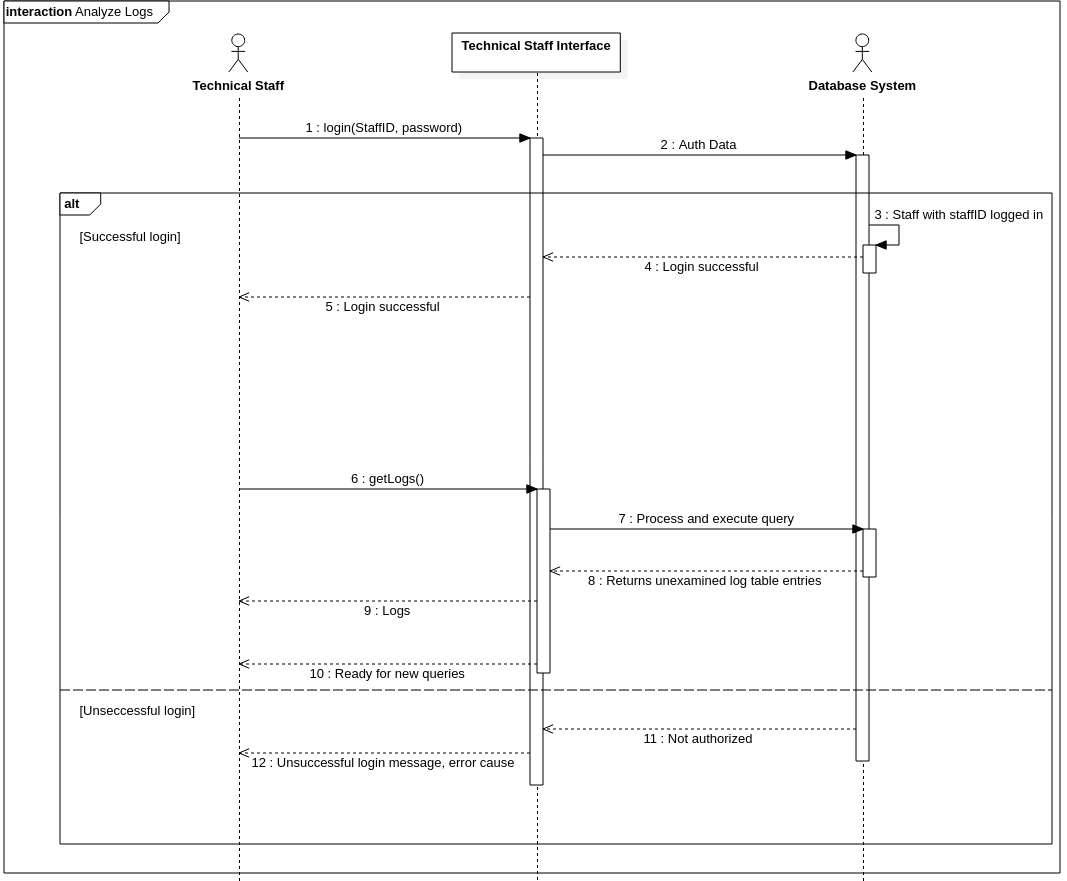 interaction Analyze Logs
Technical Staff
Technical Staff Interface
Database System
1 : login(StaffID, password)
2 : Auth Data
alt
3 : Staff with staffID logged in
[Successful login]
4 : Login successful
5 : Login successful
6 : getLogs()
7 : Process and execute query
8 : Returns unexamined log table entries
9 : Logs
10 : Ready for new queries
[Unseccessful login]
11 : Not authorized
12 : Unsuccessful login message, error cause